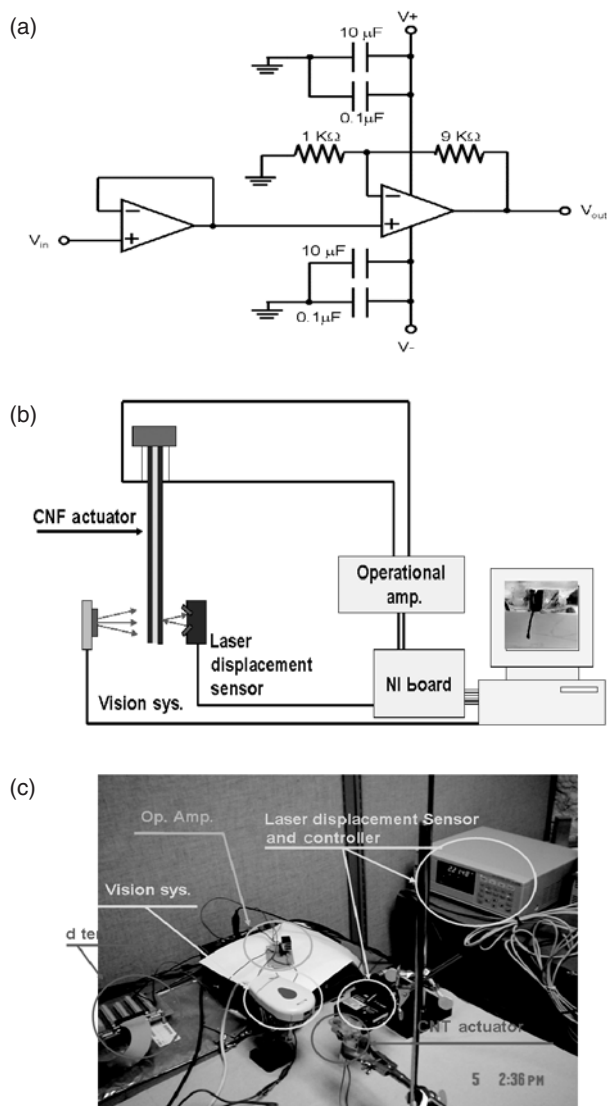 (a)
V+
10 µF
0.1µF
1 KΩ
9 KΩ
Vin
Vout
10 µF
0.1µF
V-
(b)
CNF actuator
Operational
amp.
Laser
displacement
sensor
NI board
Vision sys.
(c)
Op. Amp.
Laser displacement Sensor
and controller
Vision sys.
d te
CNT actuator
5 2:36 PM